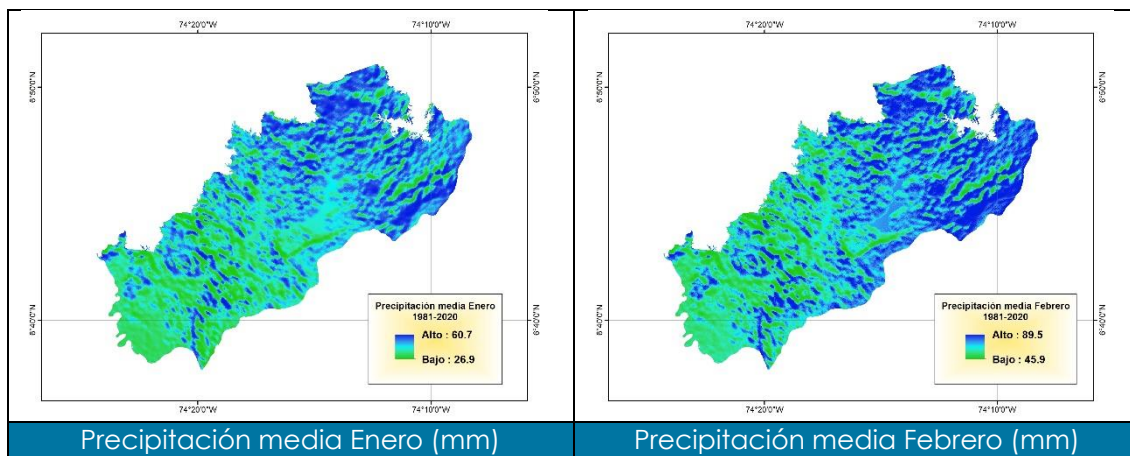 74°20'0"W 74°10'0"W
6°50'0"N 6°50'0"N
6°40'0"N 6°40'0"N
Precipitación media Enero
1981-2020
Alto : 60.7
Bajo : 26.9
74°20'0"W 74°10'0"W
Precipitación media Enero (mm)
74°20'0"W 74°10'0"W
6°50'0"N 6°50'0"N
6°40'0"N 6°40'0"N
Precipitación media Febrero
1981-2020
Alto : 89.5
Bajo : 45.9
74°20'0"W 74°10'0"W
Precipitación media Febrero (mm)